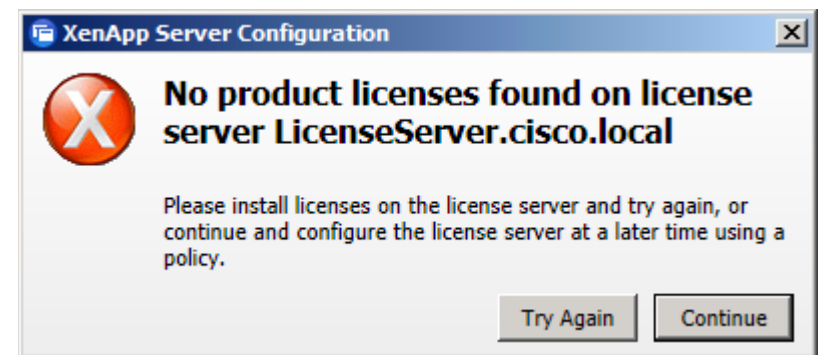 XenApp Server Configuration
No product licenses found on license
server LicenseServer.cisco.local
Please install licenses on the license server and try again, or
continue and configure the license server at a later time using a
policy.
Try Again
Continue